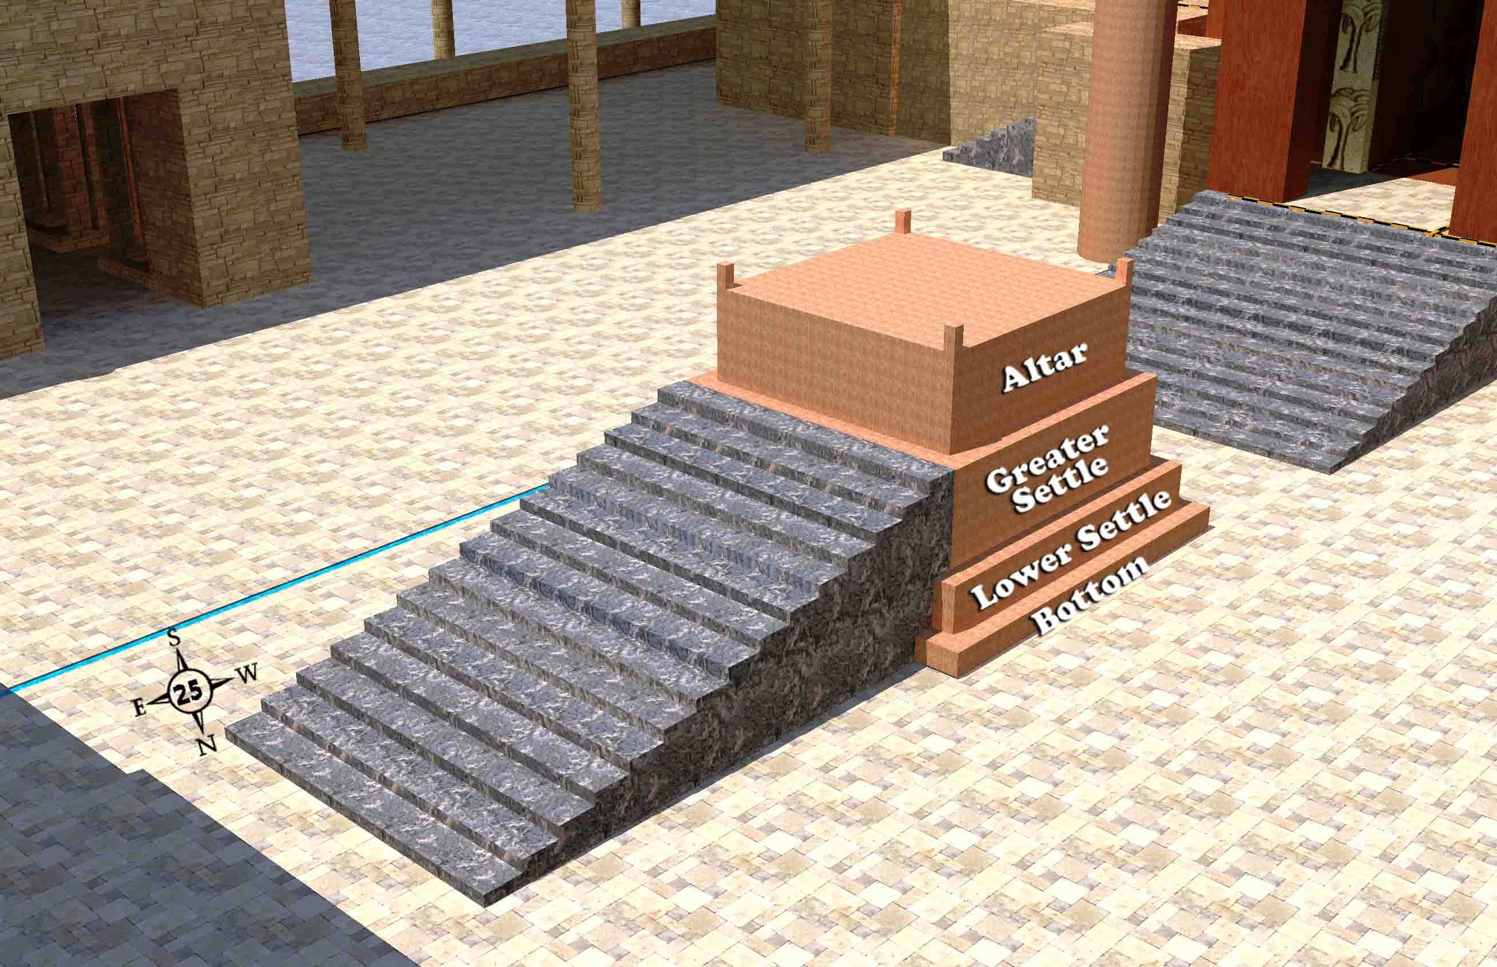 Altar
Greater
Settle
Lower Settle
Bottom
S
E 25 W
N